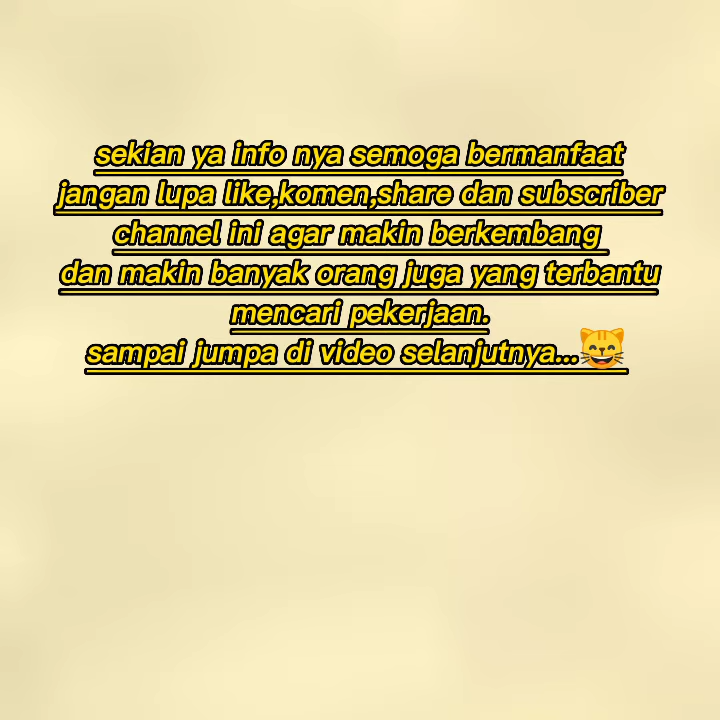 sekian ya info nya semoga bermanfaat
jangan lupa like,komen,share dan subscriber
channel ini agar makin berkembang
dan makin banyak orang juga yang terbantu
mencari pekerjaan.
sampai jumpa di video selanjutnya...😸